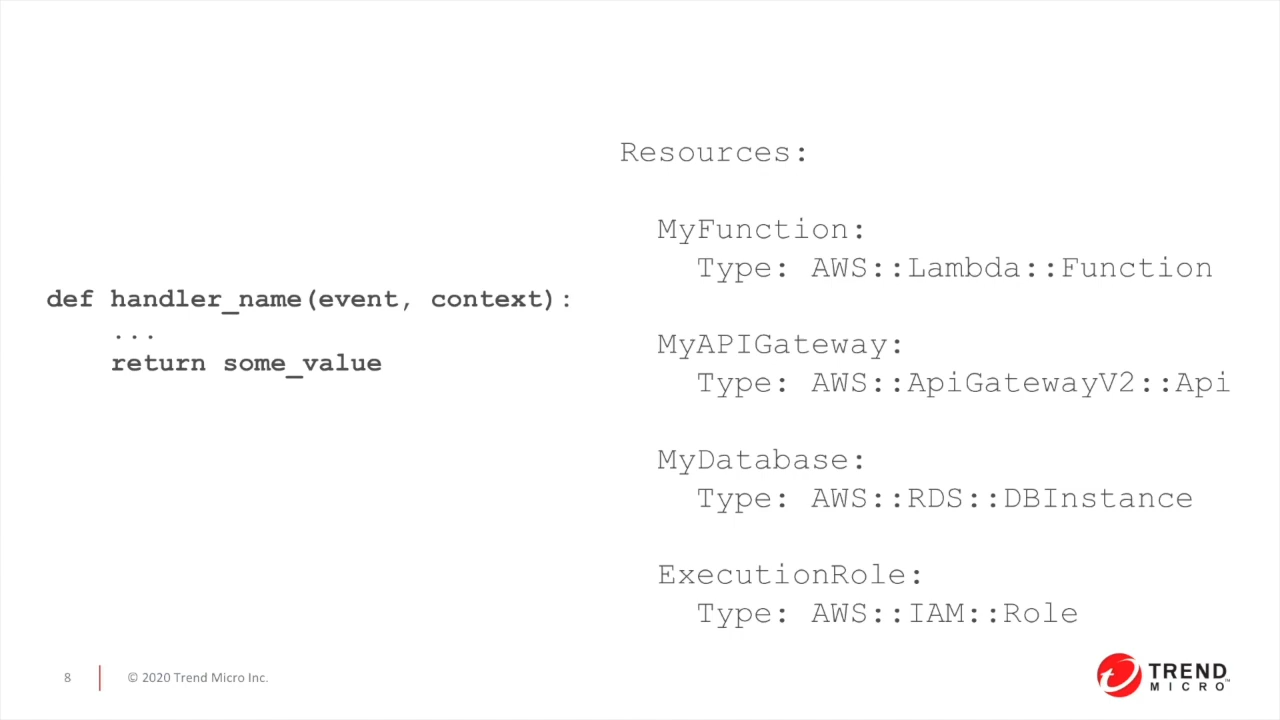 def handler_name(event, context):
    ...
    return some_value
Resources:
  MyFunction:
    Type: AWS::Lambda::Function
  MyAPIGateway:
    Type: AWS::ApiGatewayV2::Api
  MyDatabase:
    Type: AWS::RDS::DBInstance
  ExecutionRole:
    Type: AWS::IAM::Role
8
© 2020 Trend Micro Inc.
TREND
MICRO™